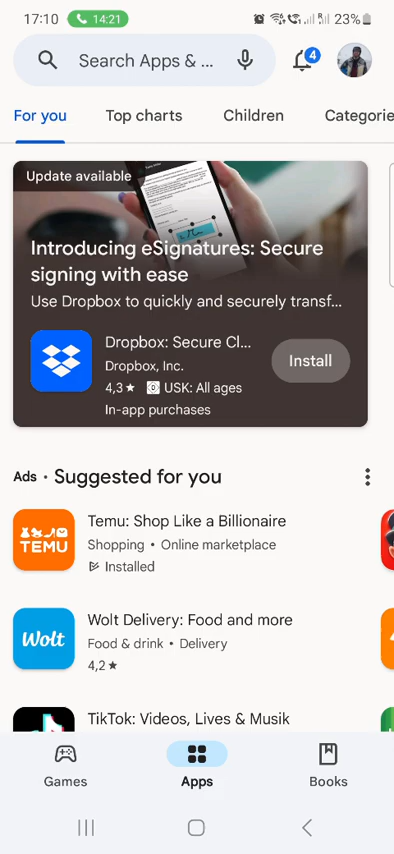 17:10 14:21 23%
Search Apps & ...
4
For you Top charts Children Categorie
Update available
Introducing eSignatures: Secure
signing with ease
Use Dropbox to quickly and securely transf...
Dropbox: Secure Cl...
Dropbox, Inc.
4,3★ USK: All ages
In-app purchases
Install
Ads • Suggested for you
TEMU
Temu: Shop Like a Billionaire
Shopping • Online marketplace
Installed
Wolt
Wolt Delivery: Food and more
Food & drink • Delivery
4,2★
TikTok: Videos, Lives & Musik
Games Apps Books